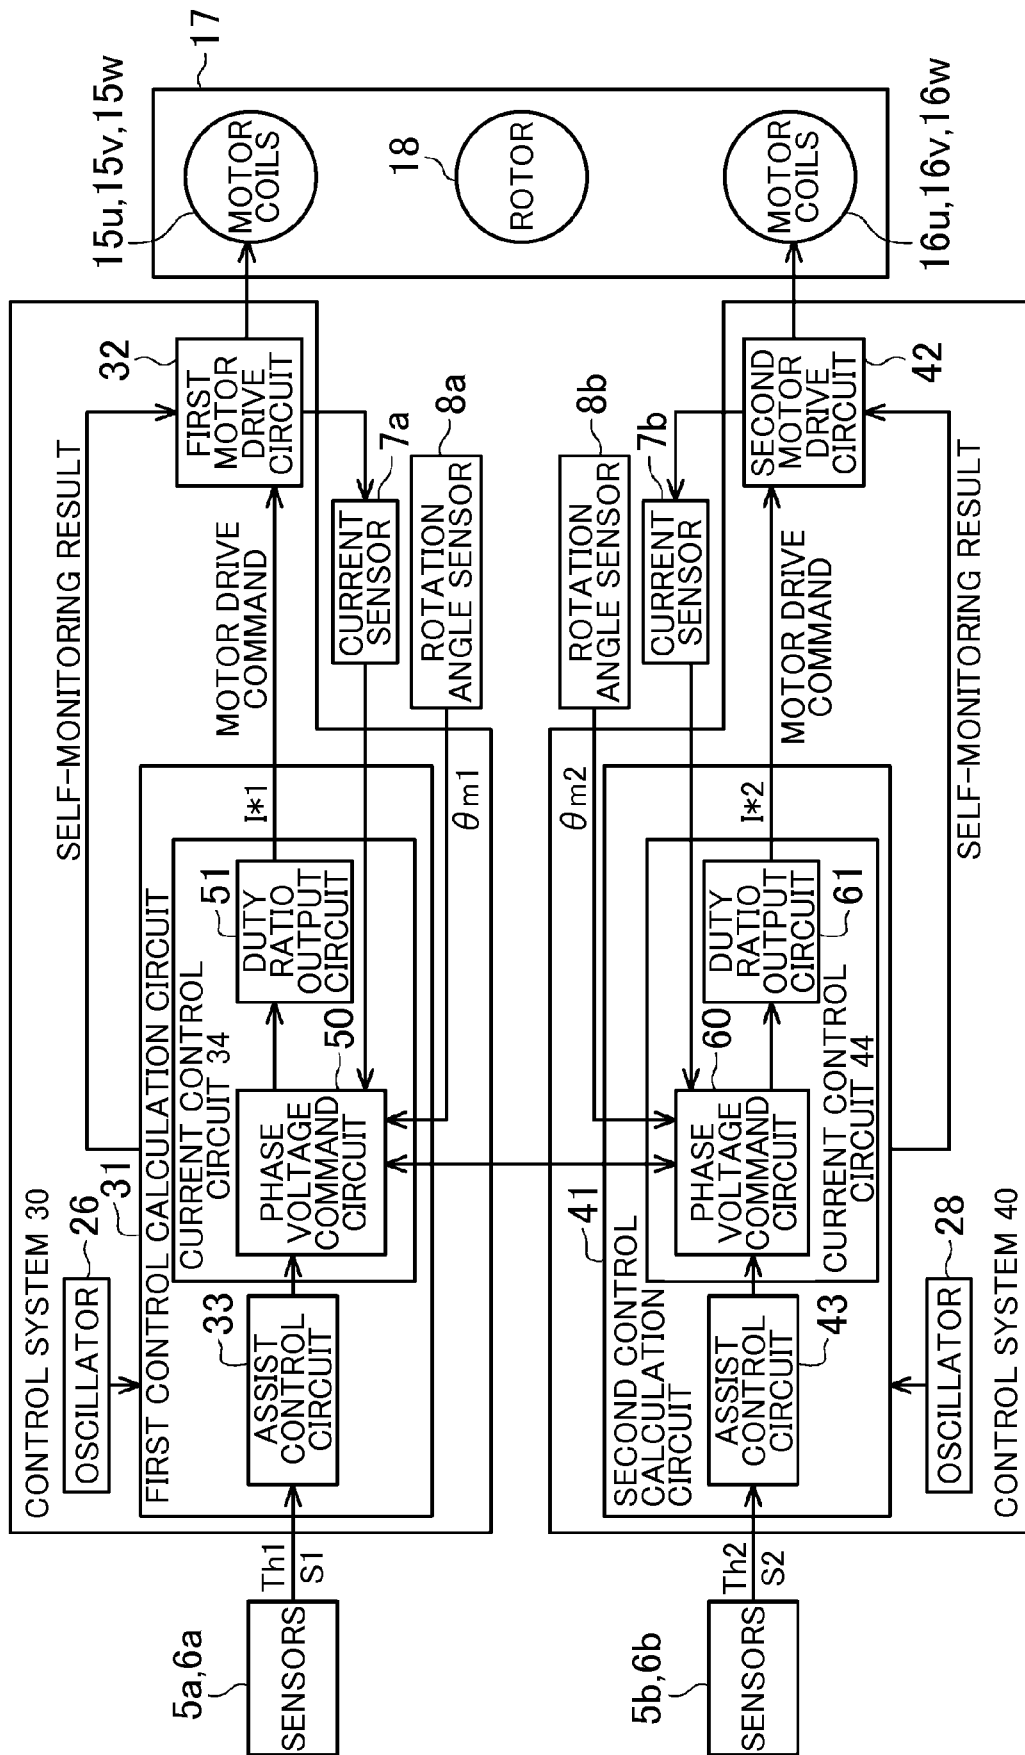 CONTROL SYSTEM 30
SELF-MONITORING RESULT
OSCILLATOR
26
31
FIRST CONTROL CALCULATION CIRCUIT
CURRENT CONTROL
CIRCUIT 34
5a,6a
SENSORS
Th1
S1
33
ASSIST
CONTROL
CIRCUIT
50
PHASE
VOLTAGE
COMMAND
CIRCUIT
51
DUTY
RATIO
OUTPUT
CIRCUIT
I*1
MOTOR DRIVE
COMMAND
32
FIRST
MOTOR
DRIVE
CIRCUIT
7a
CURRENT
SENSOR
8a
ROTATION
ANGLE SENSOR
θm1
15u,15v,15w
MOTOR
COILS
17
18
ROTOR
MOTOR
COILS
16u,16v,16w
θm2
ROTATION
ANGLE SENSOR
8b
CURRENT
SENSOR
7b
41
SECOND CONTROL
CALCULATION
CIRCUIT
5b,6b
SENSORS
Th2
S2
ASSIST
CONTROL
CIRCUIT
43
60
PHASE
VOLTAGE
COMMAND
CIRCUIT
DUTY
RATIO
OUTPUT
CIRCUIT
61
I*2
MOTOR DRIVE
COMMAND
SECOND
MOTOR
DRIVE
CIRCUIT
42
CURRENT CONTROL
CIRCUIT 44
OSCILLATOR
28
SELF-MONITORING RESULT
CONTROL SYSTEM 40